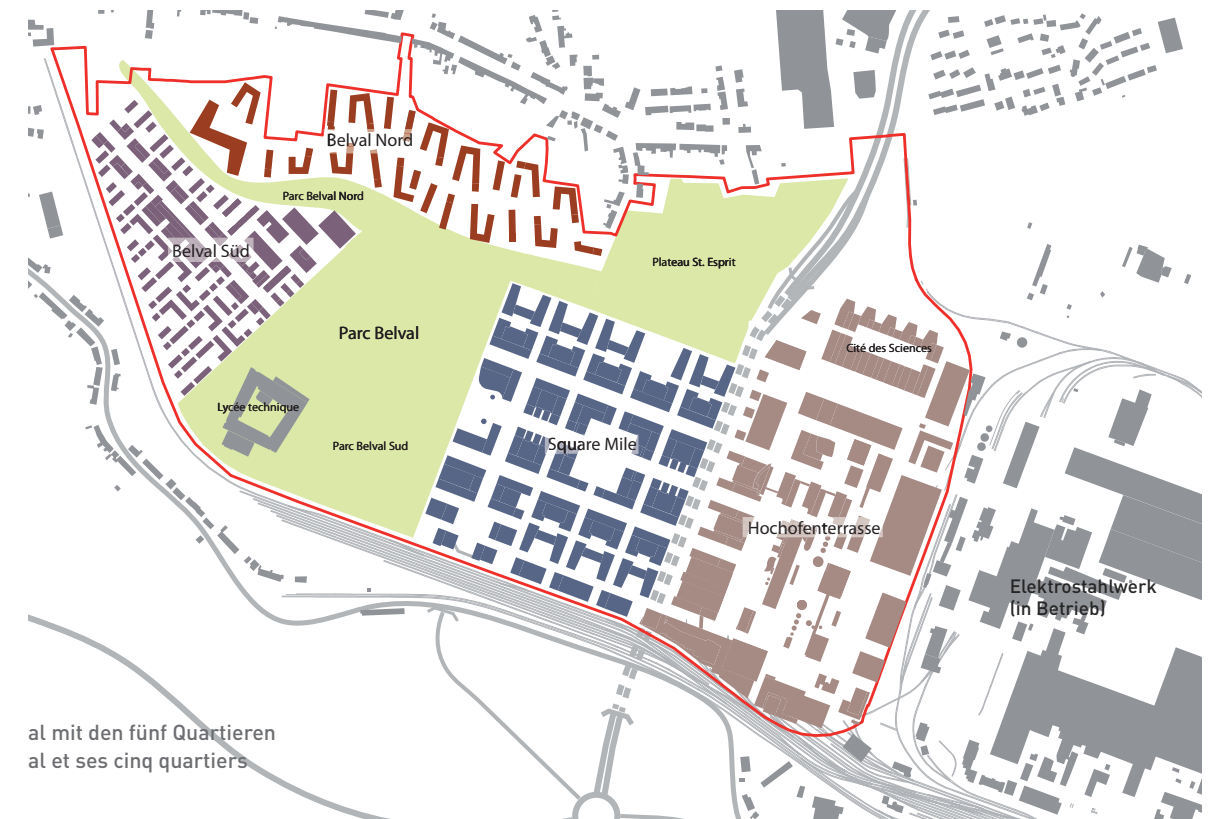 Belval Nord
Parc Belval Nord
Belval Süd
Plateau St. Esprit
Parc Belval
Cité des Sciences
Lycée technique
Parc Belval Sud
Square Mile
Hochofenterrasse
Elektrostahlwerk
(in Betrieb)
al mit den fünf Quartieren
al et ses cinq quartiers